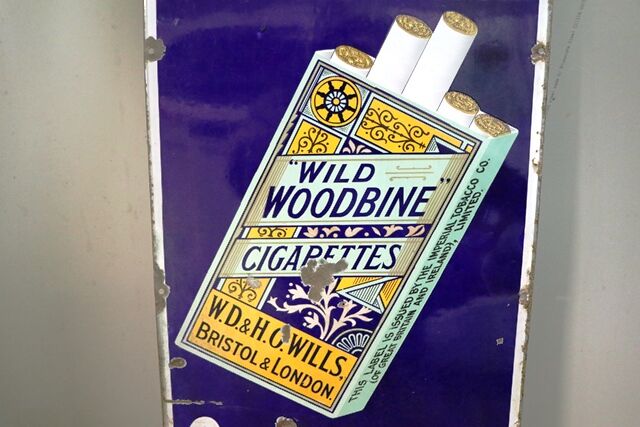 "WILD
WOODBINE"
CIGARETTES
W.D.& H.O.WILLS,
BRISTOL & LONDON.
THIS LABEL IS ISSUED BY THE IMPERIAL TOBACCO CO.
(OF GREAT BRITAIN AND IRELAND), LIMITED.